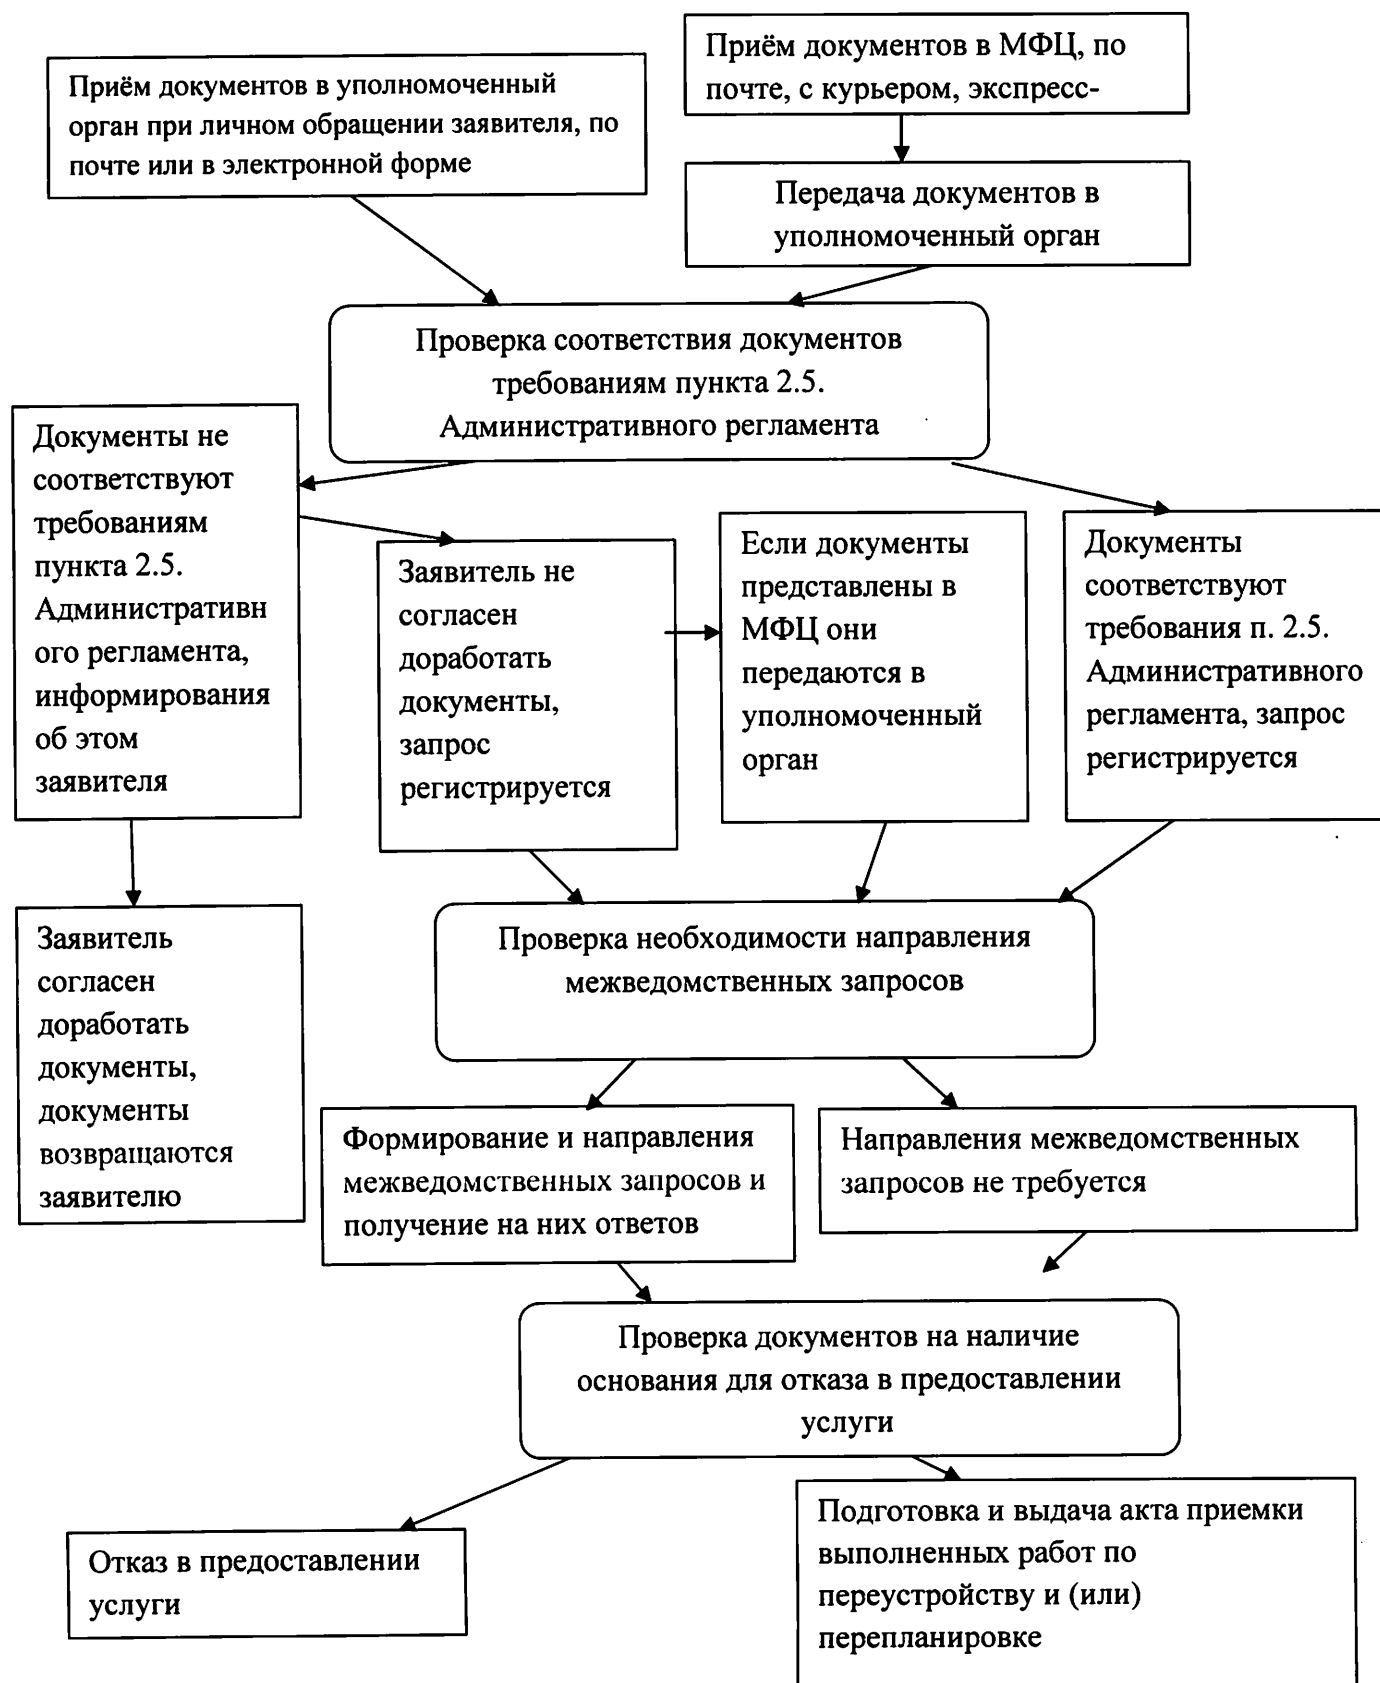 Приём документов в уполномоченный
орган при личном обращении заявителя, по
почте или в электронной форме
Приём документов в МФЦ, по
почте, с курьером, экспресс-
Передача документов в
уполномоченный орган
Проверка соответствия документов
требованиям пункта 2.5.
Административного регламента
Документы не
соответствуют
требованиям
пункта 2.5.
Административн
ого регламента,
информирования
об этом
заявителя
Заявитель не
согласен
доработать
документы,
запрос
регистрируется
Если документы
представлены в
МФЦ они
передаются в
уполномоченный
орган
Документы
соответствуют
требования п. 2.5.
Административного
регламента, запрос
регистрируется
Заявитель
согласен
доработать
документы,
документы
возвращаются
заявителю
Проверка необходимости направления
межведомственных запросов
Формирование и направления
межведомственных запросов и
получение на них ответов
Направления межведомственных
запросов не требуется
Проверка документов на наличие
основания для отказа в предоставлении
услуги
Отказ в предоставлении
услуги
Подготовка и выдача акта приемки
выполненных работ по
переустройству и (или)
перепланировке